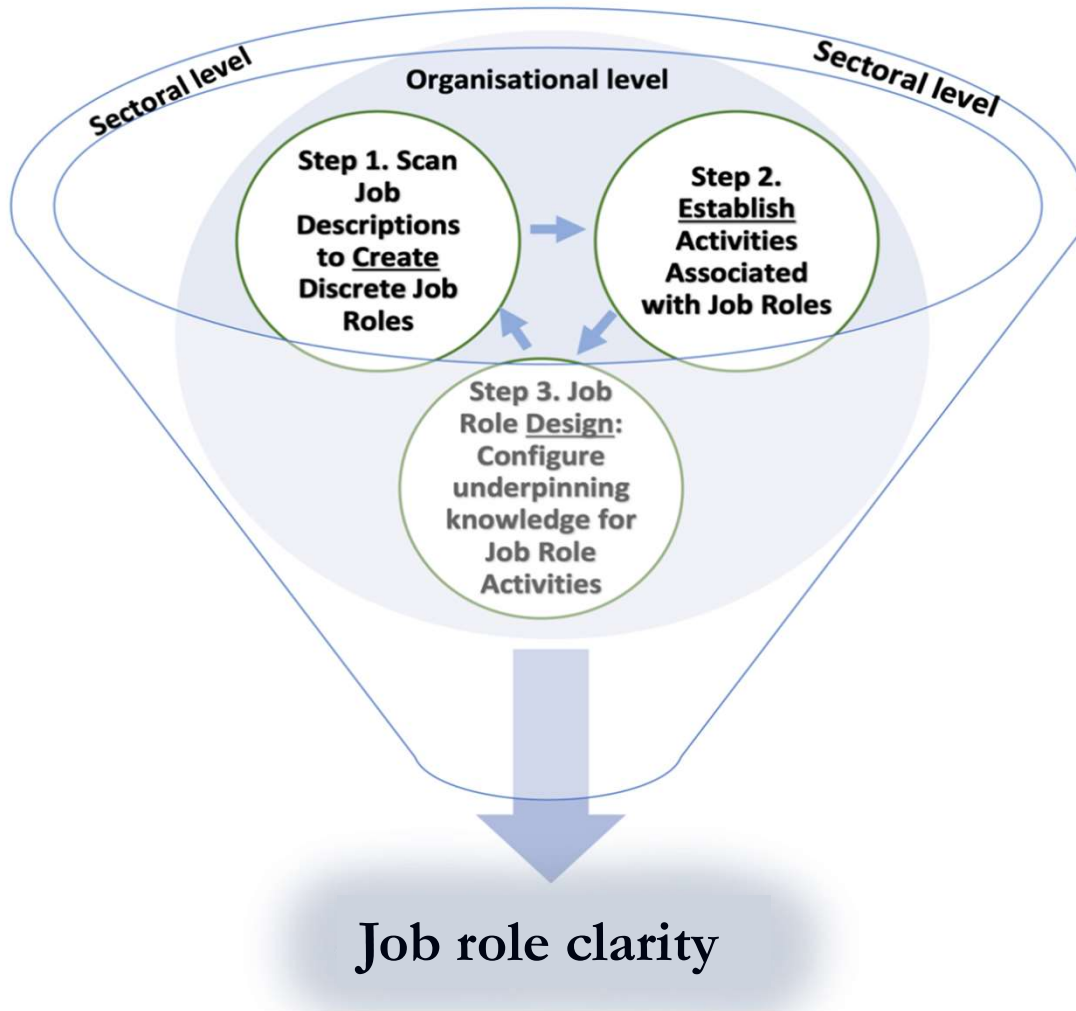 Sectoral level
Sectoral level
Organisational level
Step 1. Scan
Job
Descriptions
to Create
Discrete Job
Roles
Step 2.
Establish
Activities
Associated
with Job Roles
Step 3. Job
Role Design:
Configure
underpinning
knowledge for
Job Role
Activities
Job role clarity